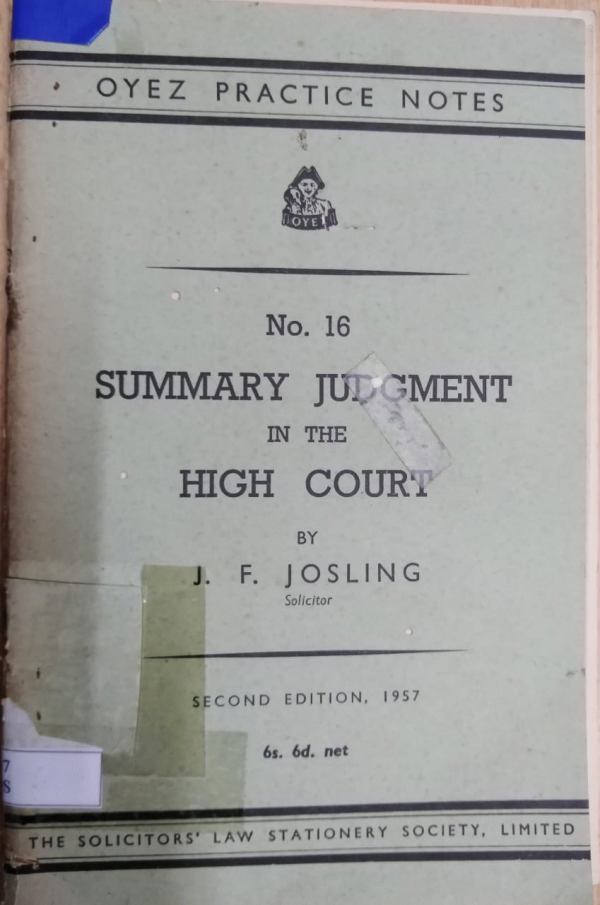 OYEZ PRACTICE NOTES
OYEZ
No. 16
SUMMARY JUDGMENT
IN THE
HIGH COURT
BY
J. F. JOSLING
Solicitor
SECOND EDITION, 1957
6s. 6d. net
7
S
THE SOLICITORS' LAW STATIONERY SOCIETY, LIMITED